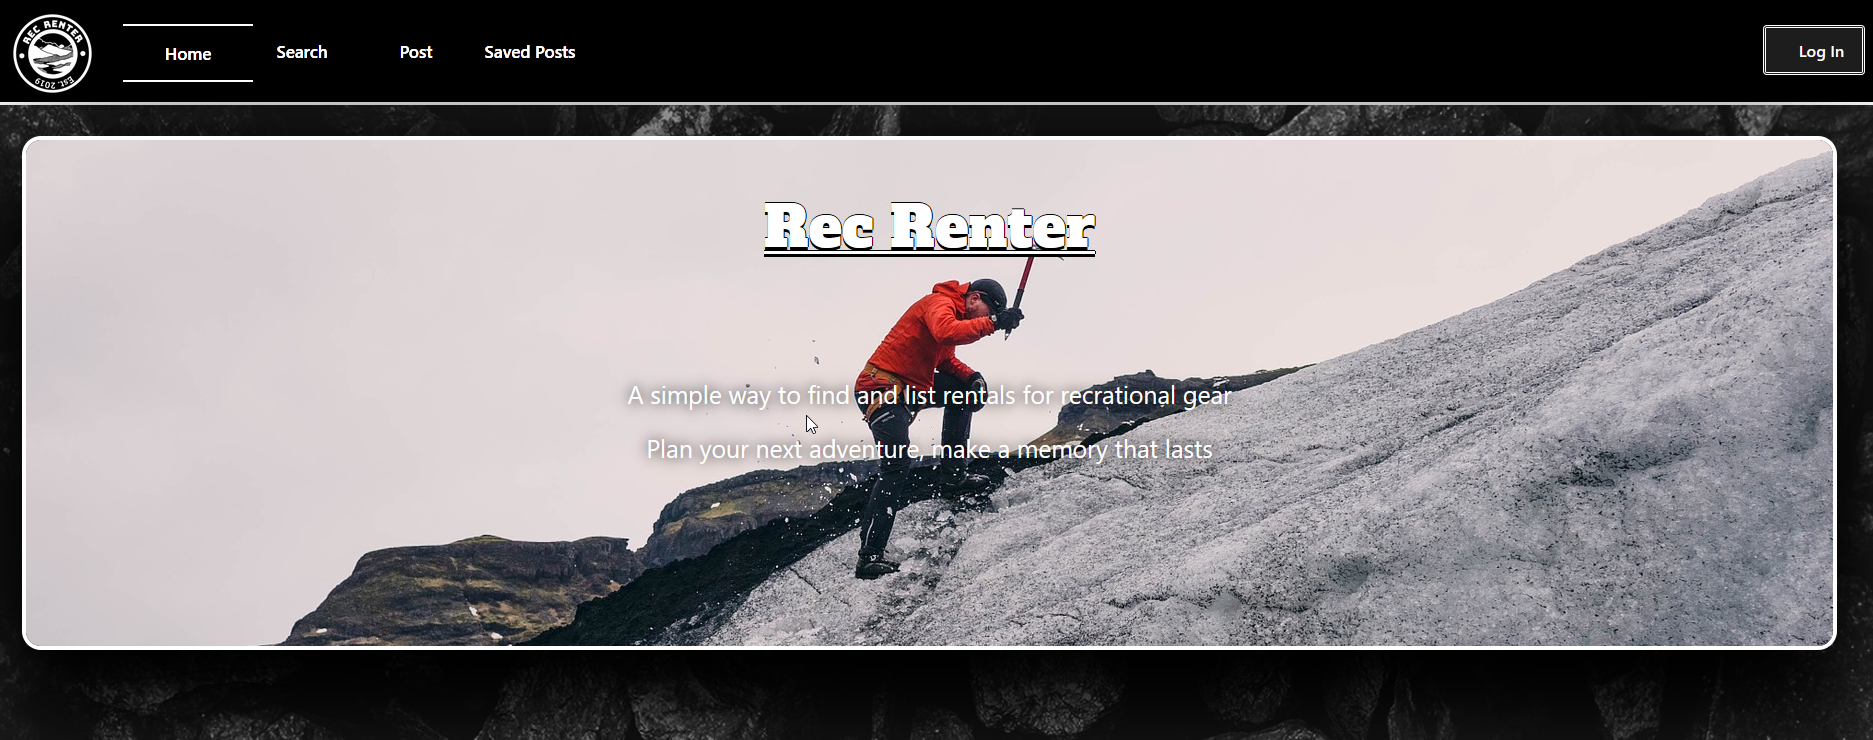 REC RENTER
Est. 2019
Home
Search
Post
Saved Posts
Log In
Rec Renter
A simple way to find and list rentals for recrational gear
Plan your next adventure, make a memory that lasts